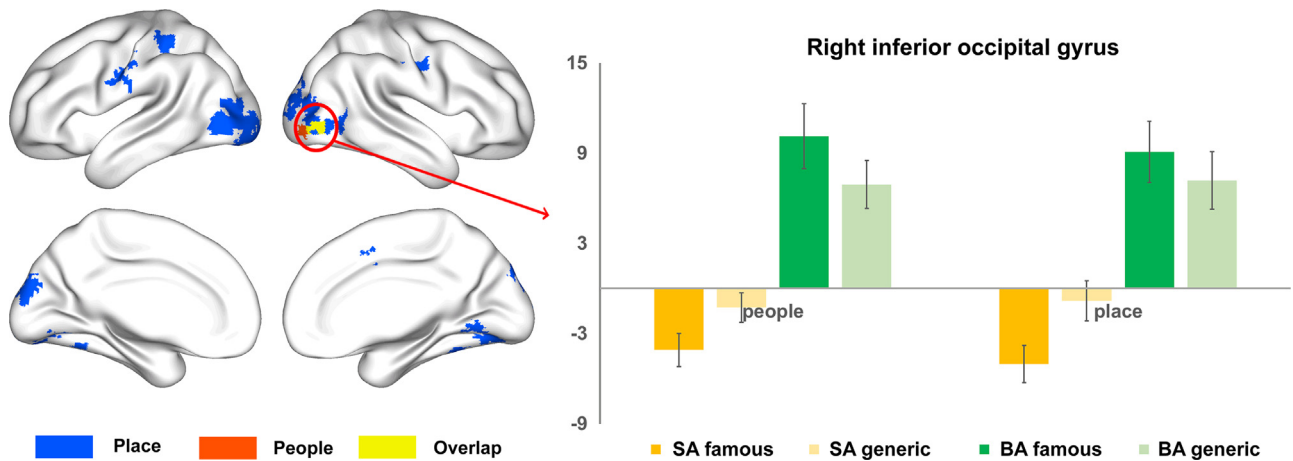 Right inferior occipital gyrus
15
9
3
-3
-9
people
place
Place
People
Overlap
SA famous
SA generic
BA famous
BA generic